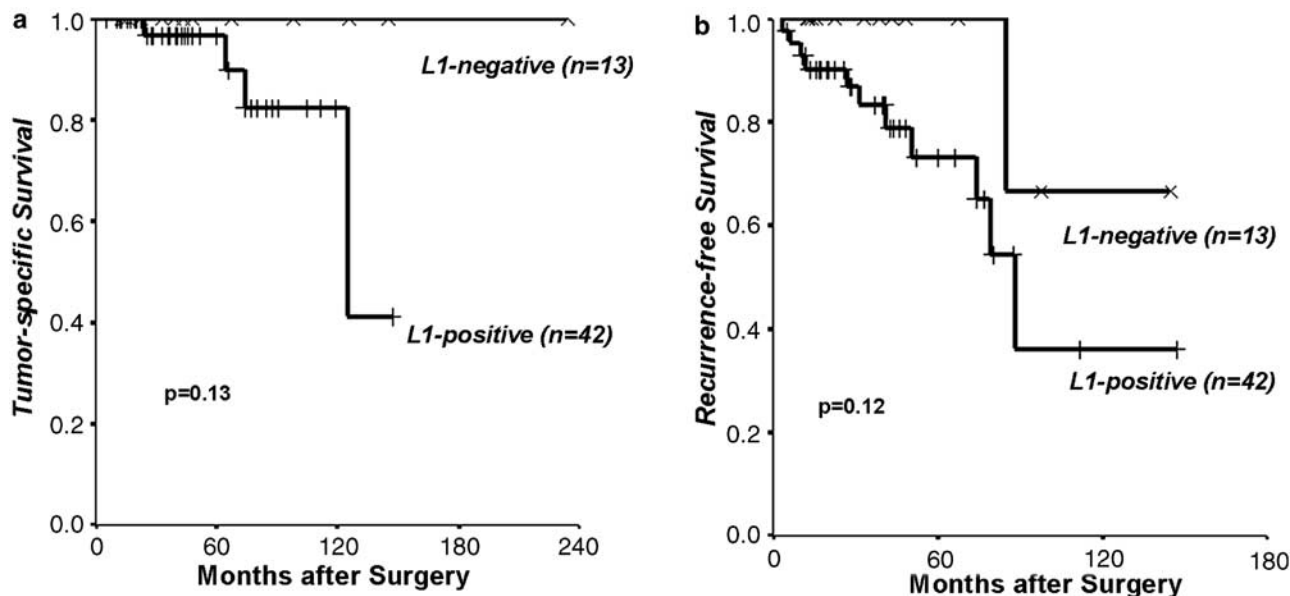 a
Tumor-specific Survival
1.0
0.8
0.6
0.4
0.2
0.0
L1-negative (n=13)
L1-positive (n=42)
p=0.13
0 60 120 180 240
Months after Surgery
b
Recurrence-free Survival
1.0
0.8
0.6
0.4
0.2
0.0
L1-negative (n=13)
L1-positive (n=42)
p=0.12
0 60 120 180
Months after Surgery